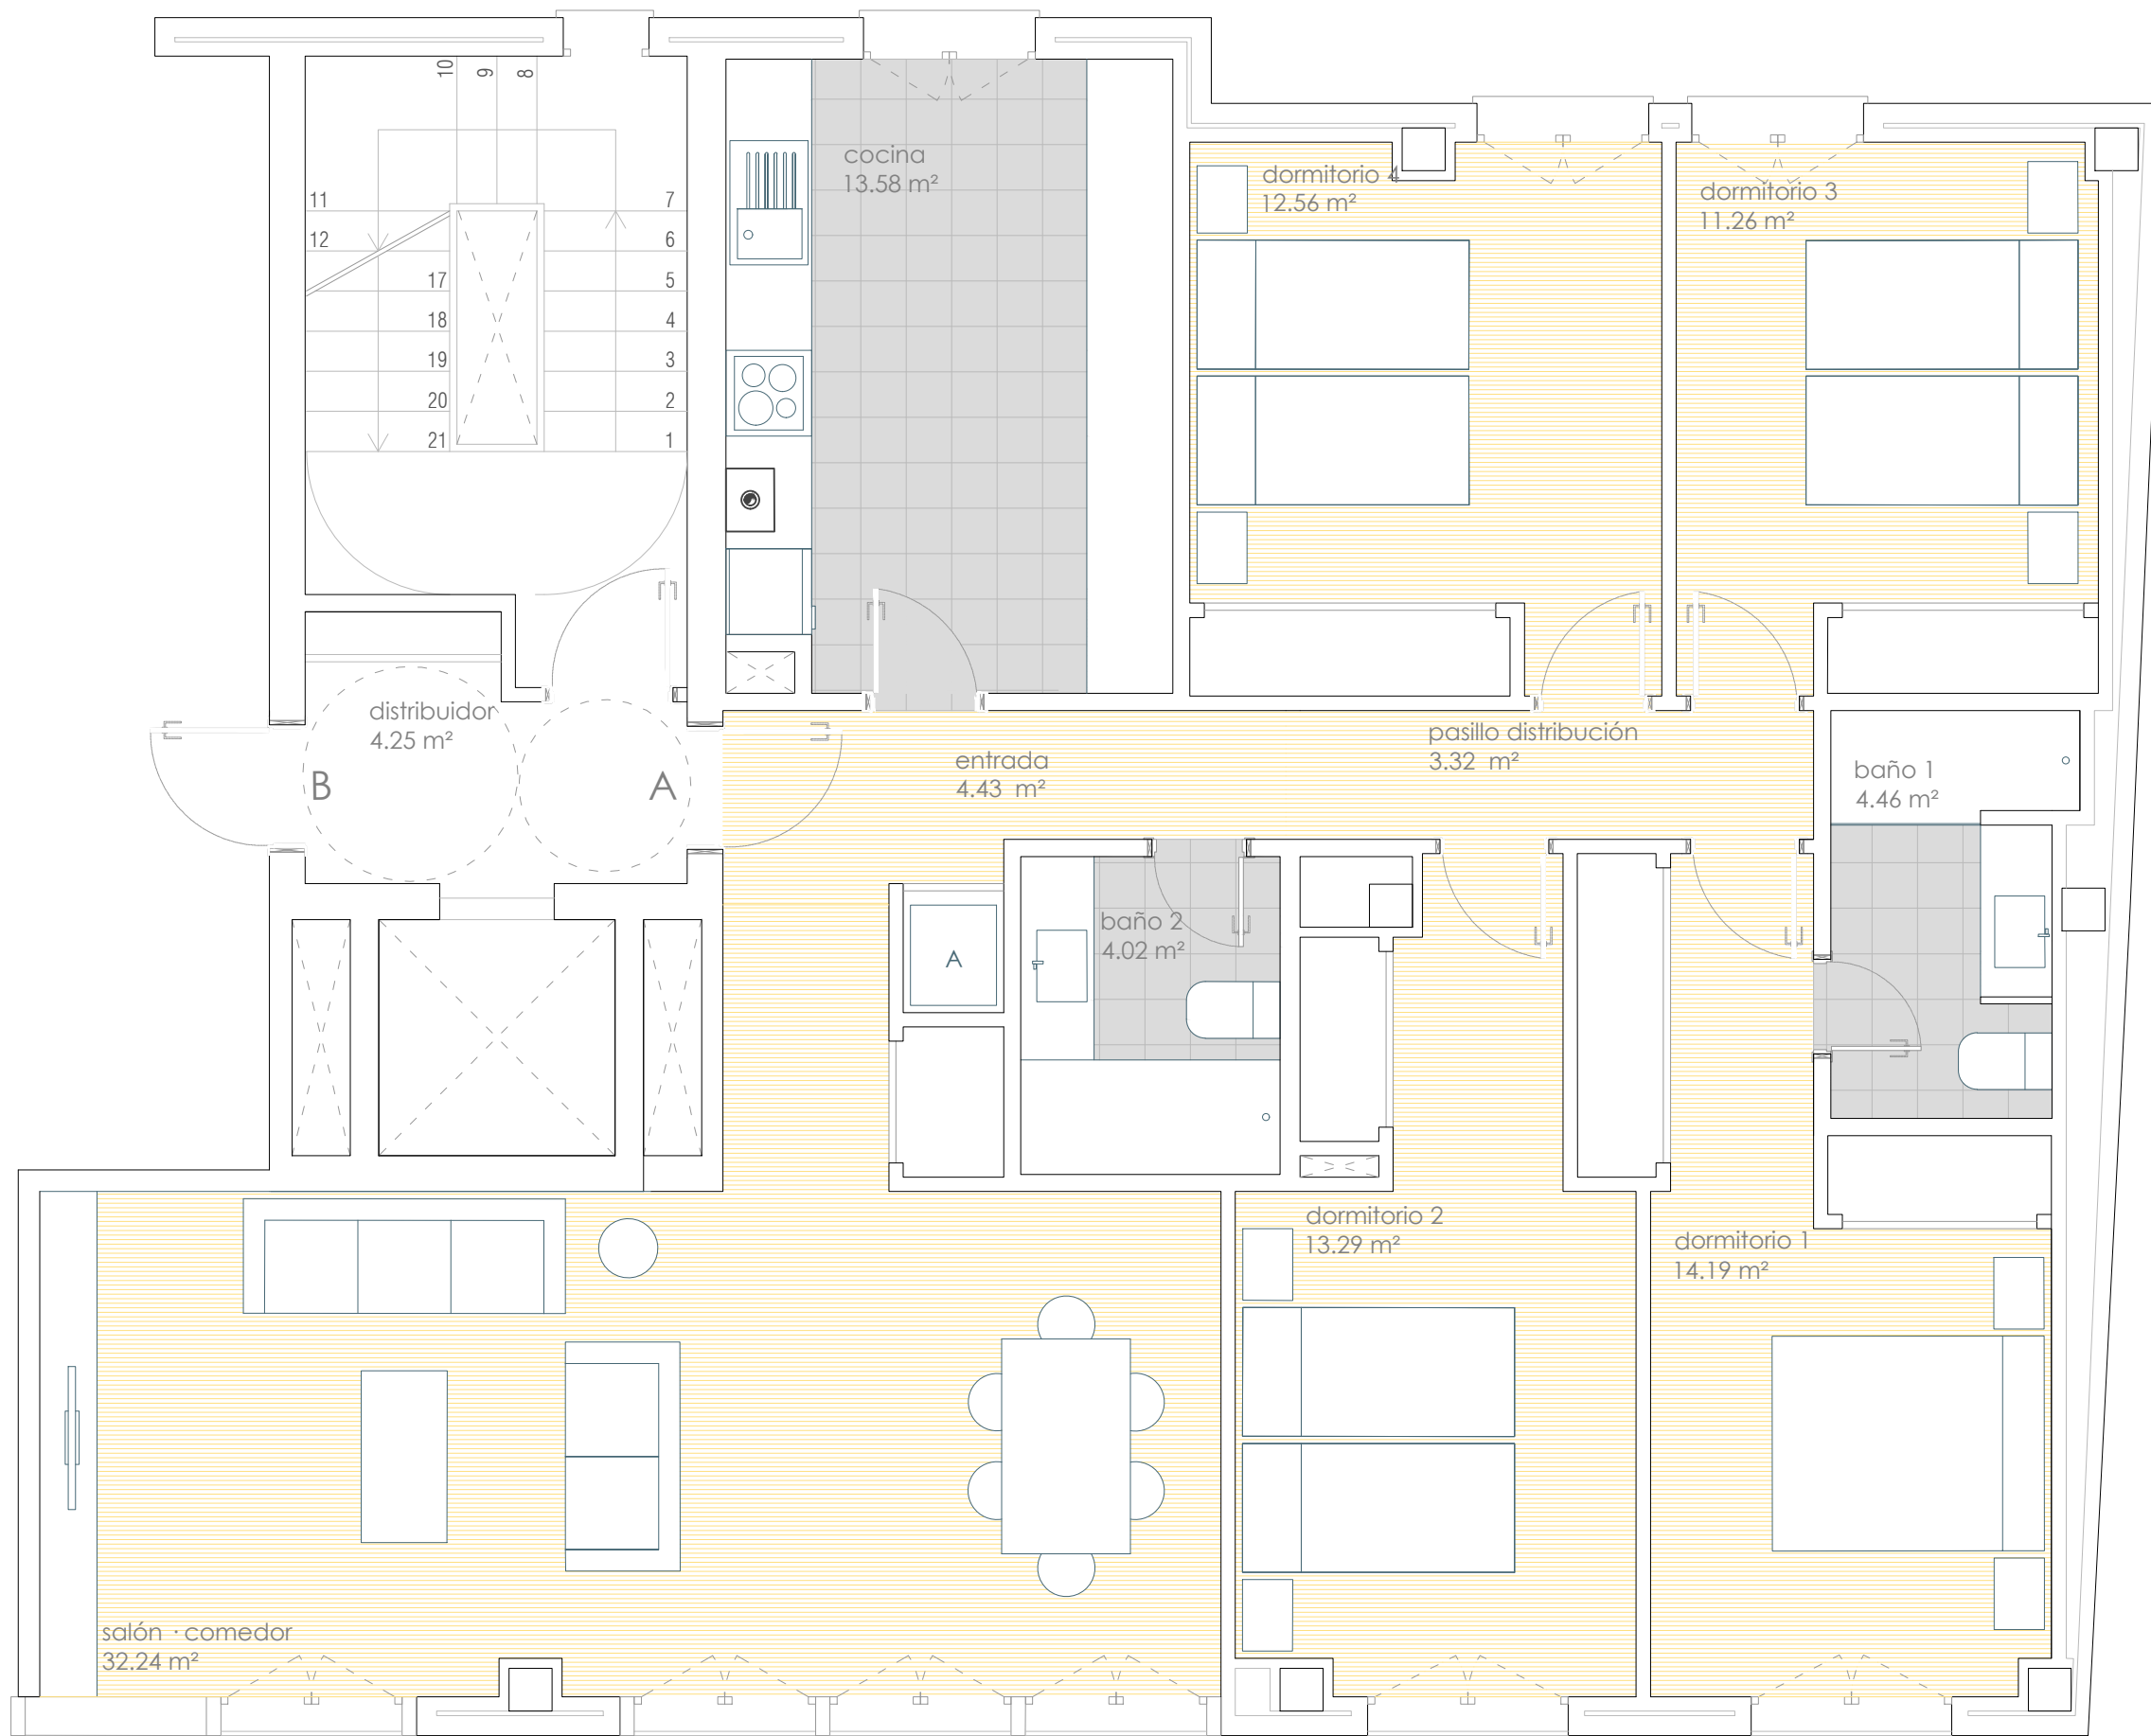 10
9
8
11
12
7
6
17
5
18
4
19
3
20
2
21
1
cocina
13.58 m²
dormitorio 4
12.56 m²
dormitorio 3
11.26 m²
distribuidor
4.25 m²
B
A
entrada
4.43 m²
pasillo distribución
3.32 m²
baño 1
4.46 m²
A
baño 2
4.02 m²
dormitorio 2
13.29 m²
dormitorio 1
14.19 m²
salón · comedor
32.24 m²